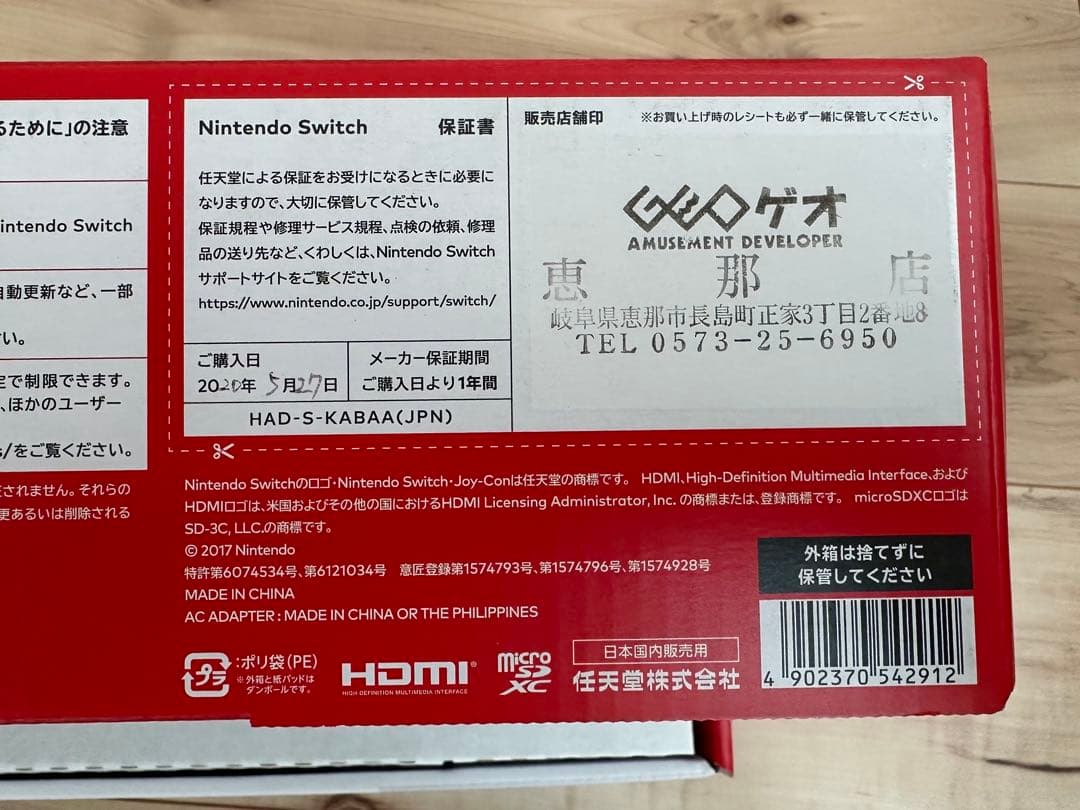 るために」の注意
intendo Switch
自動更新など、一部
さい。
定で制限できます。
、ほかのユーザー
s/をご覧ください。
されません。それらの
更あるいは削除される
Nintendo Switch 保証書
任天堂による保証をお受けになるときに必要に
なりますので、大切に保管してください。
保証規程や修理サービス規程、点検の依頼、修理
品の送り先など、くわしくは、Nintendo Switch
サポートサイトをご覧ください。
https://www.nintendo.co.jp/support/switch/
ご購入日
2020年 5月27日
メーカー保証期間
ご購入日より1年間
HAD-S-KABAA(JPN)
販売店舗印 ※お買い上げ時のレシートも必ず一緒に保管してください。
GEOゲオ
AMUSEMENT DEVELOPER
恵那店
岐阜県恵那市長島町正家3丁目2番地8
TEL 0573-25-6950
Nintendo Switchのロゴ・Nintendo Switch・Joy-Conは任天堂の商標です。 HDMI、High-Definition Multimedia Interface、および
HDMIロゴは、米国およびその他の国におけるHDMI Licensing Administrator, Inc. の商標または、登録商標です。 microSDXCロゴは
SD-3C, LLC.の商標です。
© 2017 Nintendo
特許第6074534号、第6121034号 意匠登録第1574793号、第1574796号、第1574928号
MADE IN CHINA
AC ADAPTER : MADE IN CHINA OR THE PHILIPPINES
プラ
:ポリ袋(PE)
※外箱と紙パッドは
ダンボールです。
HDMI®
HIGH-DEFINITION MULTIMEDIA INTERFACE
micro
SD
XC
日本国内販売用
任天堂株式会社
外箱は捨てずに
保管してください
4 902370 542912